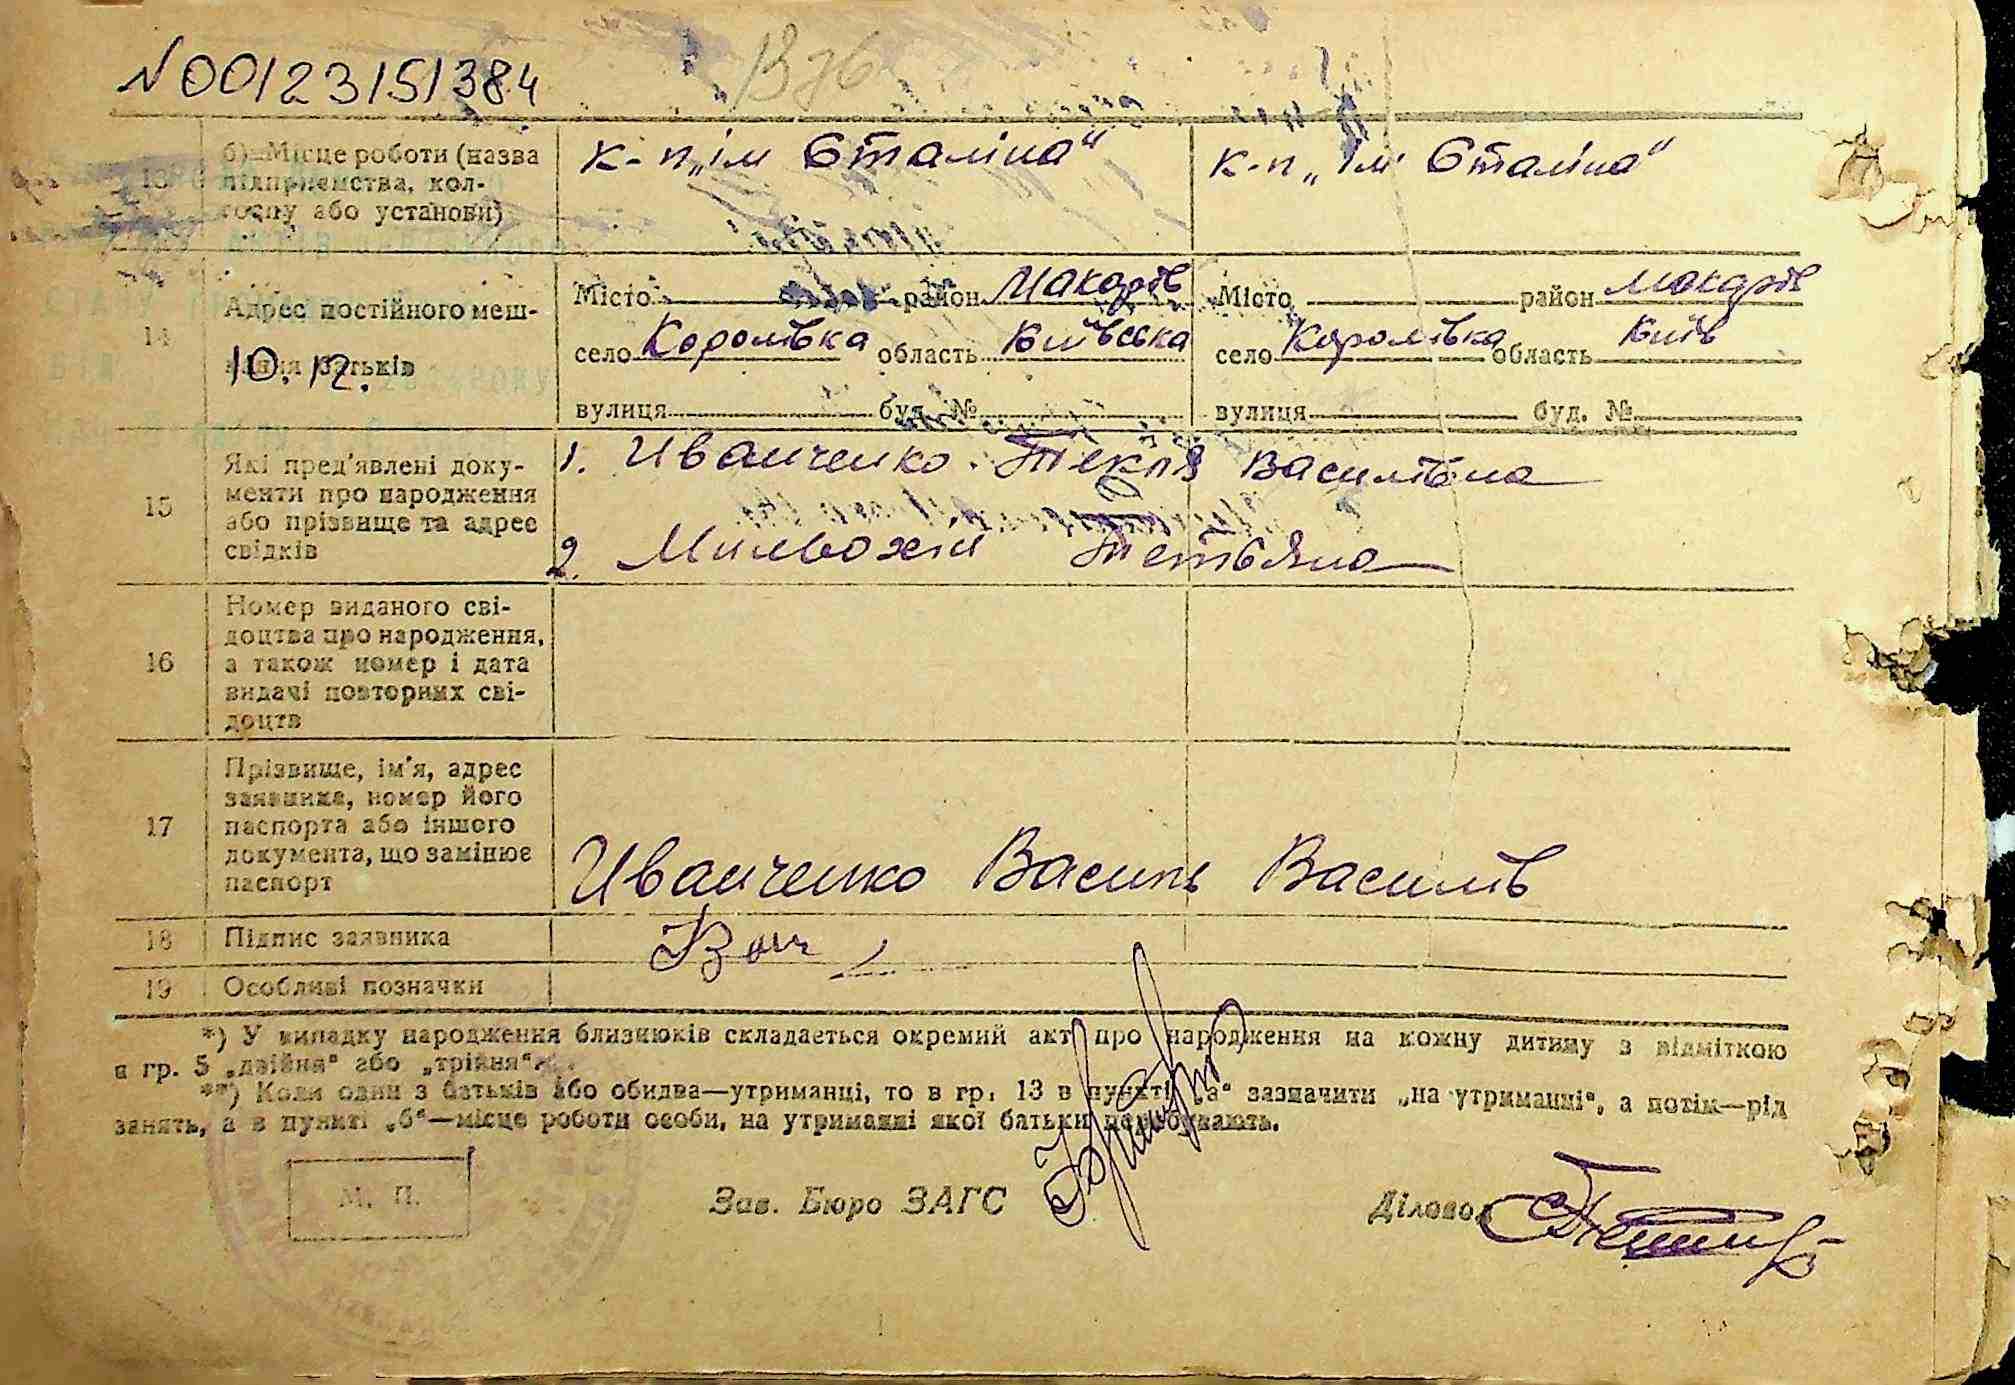 N00123151384
Вд6
13
б) Місце роботи (назва підприємства, колгоспу або установи)
к-п „ім Сталіна“
к-п „ім Сталіна“
14
Адрес постійного мешкання батьків
10.12.
Місто район Макарів
село Королівка область Київська
вулиця буд. №
Місто район Макарів
село Королівка область Київ
вулиця буд. №
15
Які пред'явлені документи про народження або прізвище та адрес свідків
1. Иванченко Текля Василівна
2. Тетьяна
16
Номер виданого свідоцтва про народження, а також номер і дата видачі повторних свідоцтв
17
Прізвище, ім'я, адрес заявника, номер його паспорта або іншого документа, що замінює паспорт
Иванченко Василь Василів
18
Підпис заявника
19
Особливі позначки
*) У випадку народження близнюків складається окремий акт про народження на кожну дитину з відміткою
в гр. 5 „двійня“ або „трійня“.
**) Коли один з батьків або обидва—утриманці, то в гр. 13 в пункті „а“ зазначити „на утриманні“, а потім—рід
занять, а в пункті „б“—місце роботи особи, на утриманні якої батьки перебувають.
М. П.
Зав. Бюро ЗАГС
Діловод